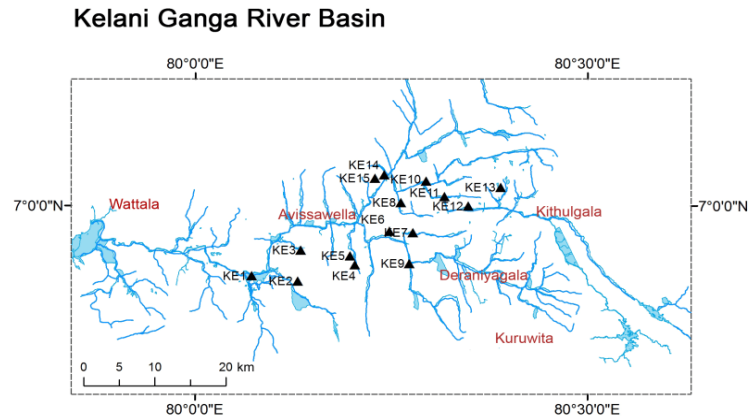 Kelani Ganga River Basin
80°0'0"E
80°30'0"E
KE14
KE15
KE10
KE13
KE11
7°0'0"N
Wattala
KE8
KE12
7°0'0"N
Avissawella
Kithulgala
KE6
KE7
KE3
KE5
KE9
KE1
KE2
KE4
Deraniyagala
Kuruwita
0 5 10 20 km
80°0'0"E
80°30'0"E